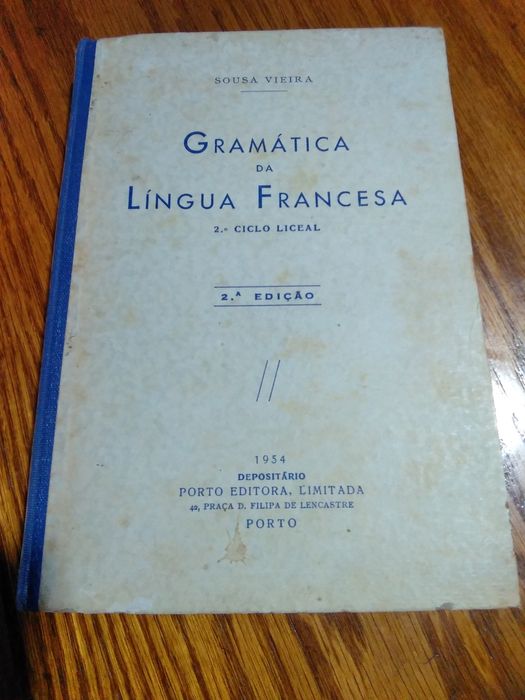 SOUSA VIEIRA
GRAMÁTICA
DA
LÍNGUA FRANCESA
2.º CICLO LICEAL
2.ª EDIÇÃO
1954
DEPOSITÁRIO
PORTO EDITORA, LIMITADA
42, PRAÇA D. FILIPA DE LENCASTRE
PORTO